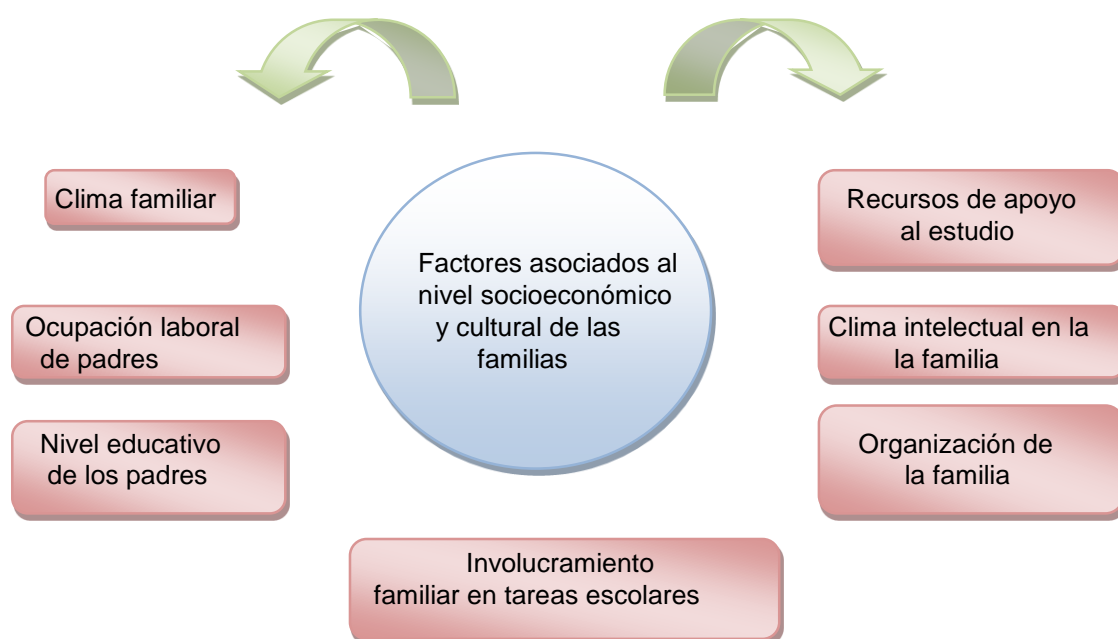 Clima familiar
Ocupación laboral
de padres
Nivel educativo
de los padres
Factores asociados al
nivel socioeconómico
y cultural de las
familias
Recursos de apoyo
al estudio
Clima intelectual en la
la familia
Organización de
la familia
Involucramiento
familiar en tareas escolares